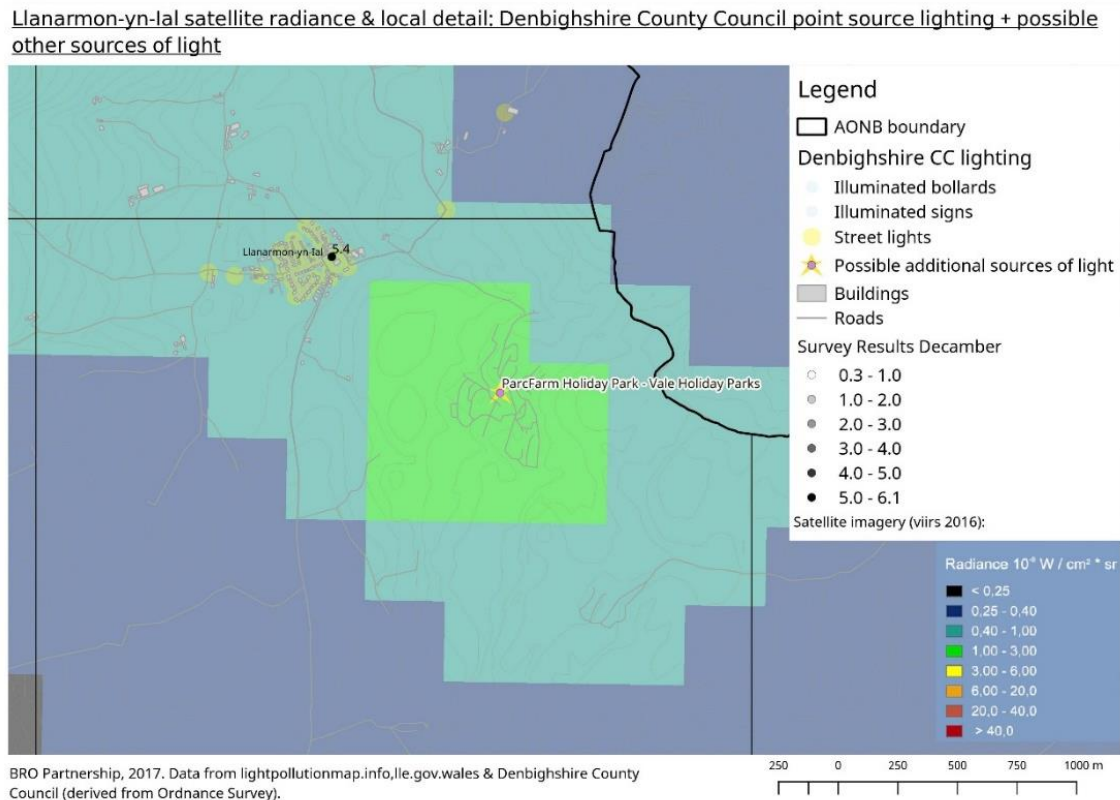 Llanarmon-yn-Ial satellite radiance & local detail: Denbighshire County Council point source lighting + possible
other sources of light
Llanarmon-yn-Ial
5.4
ParcFarm Holiday Park - Vale Holiday Parks
Legend
AONB boundary
Denbighshire CC lighting
Illuminated bollards
Illuminated signs
Street lights
Possible additional sources of light
Buildings
Roads
Survey Results Decamber
0.3 - 1.0
1.0 - 2.0
2.0 - 3.0
3.0 - 4.0
4.0 - 5.0
5.0 - 6.1
Satellite imagery (viirs 2016):
Radiance 10⁻⁹ W / cm² * sr
< 0,25
0,25 - 0,40
0,40 - 1,00
1,00 - 3,00
3,00 - 6,00
6,00 - 20,0
20,0 - 40,0
> 40,0
BRO Partnership, 2017. Data from lightpollutionmap.info,lle.gov.wales & Denbighshire County
Council (derived from Ordnance Survey).
250 0 250 500 750 1000 m